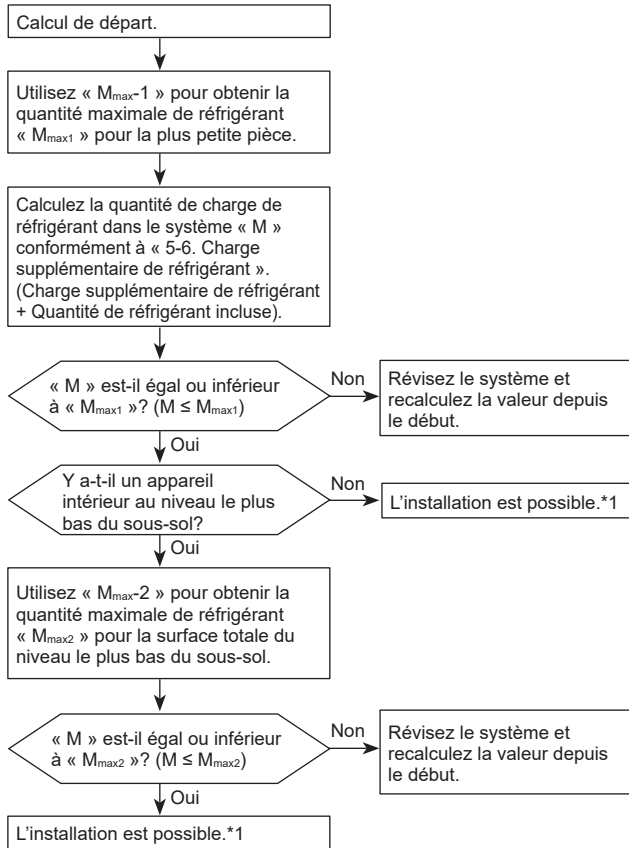 Calcul de départ.
Utilisez « Mmax-1 » pour obtenir la
quantité maximale de réfrigérant
« Mmax1 » pour la plus petite pièce.
Calculez la quantité de charge de
réfrigérant dans le système « M »
conformément à « 5-6. Charge
supplémentaire de réfrigérant ».
(Charge supplémentaire de réfrigérant
+ Quantité de réfrigérant incluse).
« M » est-il égal ou inférieur
à « Mmax1 »? (M ≤ Mmax1)
Non
Révisez le système et
recalculez la valeur depuis
le début.
Oui
Y a-t-il un appareil
intérieur au niveau le plus
bas du sous-sol?
Non
L'installation est possible.*1
Oui
Utilisez « Mmax-2 » pour obtenir la
quantité maximale de réfrigérant
« Mmax2 » pour la surface totale du
niveau le plus bas du sous-sol.
« M » est-il égal ou inférieur
à « Mmax2 »? (M ≤ Mmax2)
Non
Révisez le système et
recalculez la valeur depuis
le début.
Oui
L'installation est possible.*1